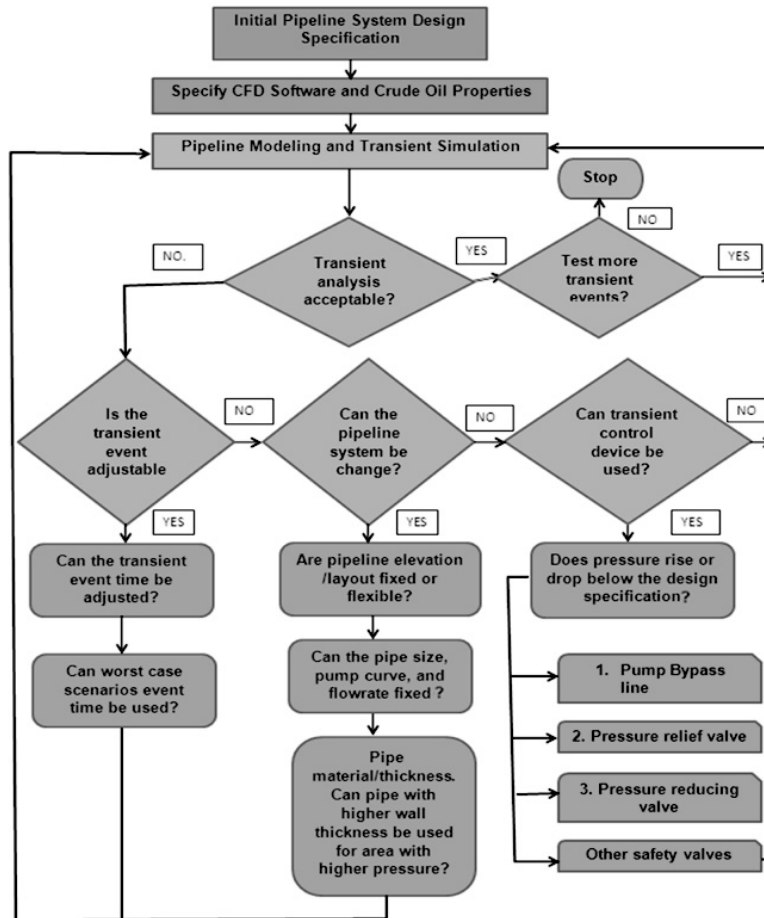 Initial Pipeline System Design
Specification
Specify CFD Software and Crude Oil Properties
Pipeline Modeling and Transient Simulation
Stop
NO
NO.
Transient
analysis
acceptable?
YES
Test more
transient
events?
YES
Is the
transient
event
adjustable
NO
Can the
pipeline
system be
change?
NO
Can transient
control
device be
used?
NO
YES
YES
YES
Can the transient
event time be
adjusted?
Are pipeline elevation
/layout fixed or
flexible?
Does pressure rise or
drop below the design
specification?
Can worst case
scenarios event
time be used?
Can the pipe size,
pump curve, and
flowrate fixed ?
1. Pump Bypass
line
2. Pressure relief valve
Pipe
material/thickness.
Can pipe with
higher wall
thickness be used
for area with
higher pressure?
3. Pressure reducing
valve
Other safety valves